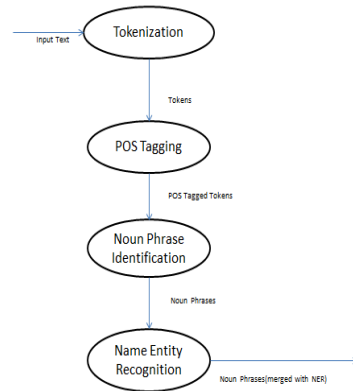 Tokenization
Input Text
Tokens
POS Tagging
POS Tagged Tokens
Noun Phrase
Identification
Noun Phrases
Name Entity
Recognition
Noun Phrases(merged with NER)